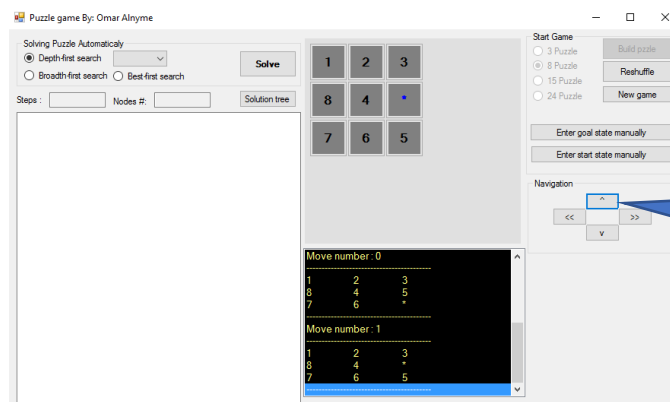 Puzzle game By: Omar Alnyme
Solving Puzzle Automaticaly
Depth-first search
Broadth-first search
Best-first search
Solve
Steps :
Nodes #:
Solution tree
1 2 3
8 4 *
7 6 5
Move number : 0
------------------------------------------
1 2 3
8 4 5
7 6 *
------------------------------------------
Move number : 1
------------------------------------------
1 2 3
8 4 *
7 6 5
------------------------------------------
Start Game
3 Puzzle
8 Puzzle
15 Puzzle
24 Puzzle
Build pzzle
Reshuffle
New game
Enter goal state manually
Enter start state manually
Navigation
^
<< >>
v